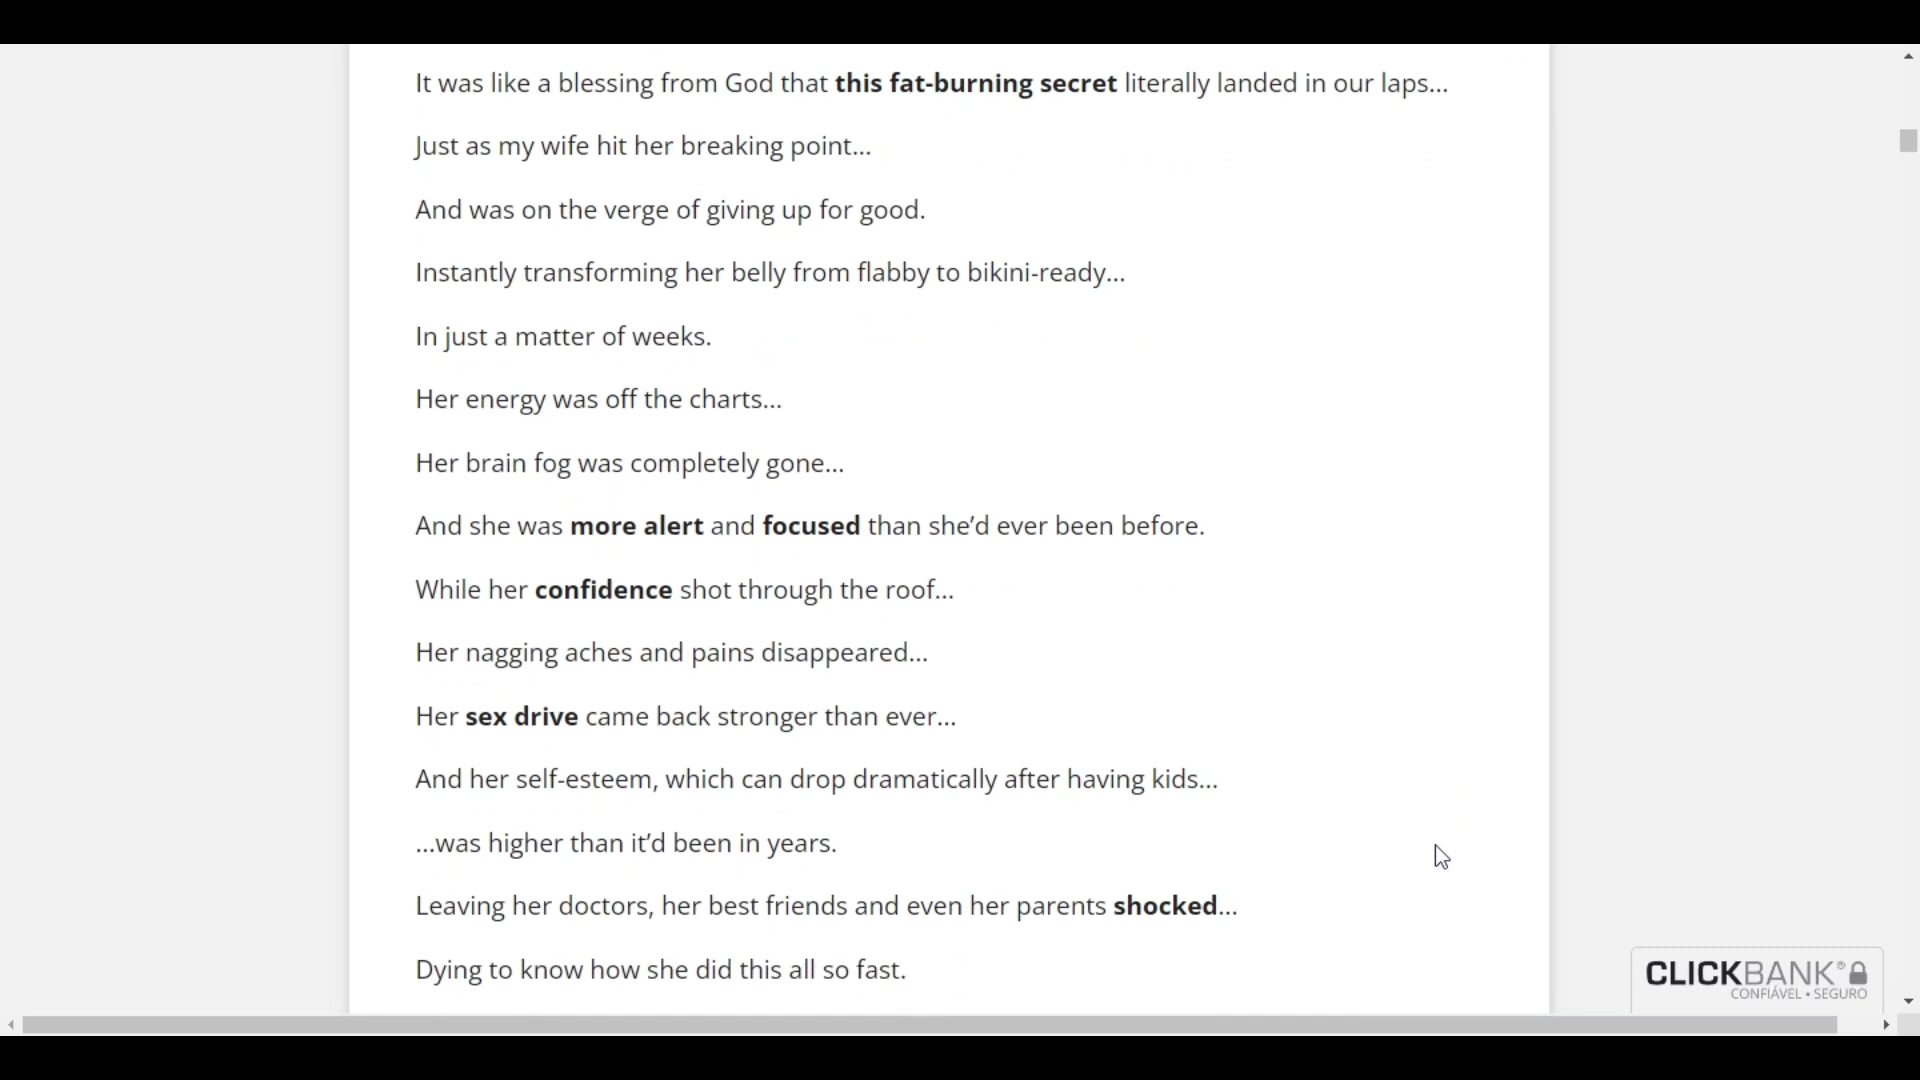 It was like a blessing from God that this fat-burning secret literally landed in our laps...
Just as my wife hit her breaking point...
And was on the verge of giving up for good.
Instantly transforming her belly from flabby to bikini-ready...
In just a matter of weeks.
Her energy was off the charts...
Her brain fog was completely gone...
And she was more alert and focused than she’d ever been before.
While her confidence shot through the roof...
Her nagging aches and pains disappeared...
Her sex drive came back stronger than ever...
And her self-esteem, which can drop dramatically after having kids...
...was higher than it’d been in years.
Leaving her doctors, her best friends and even her parents shocked...
Dying to know how she did this all so fast.
CLICKBANK®
CONFIÁVEL • SEGURO